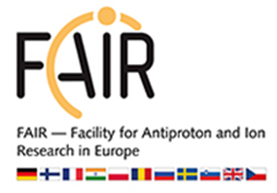 FAIR
FAIR — Facility for Antiproton and Ion
Research in Europe